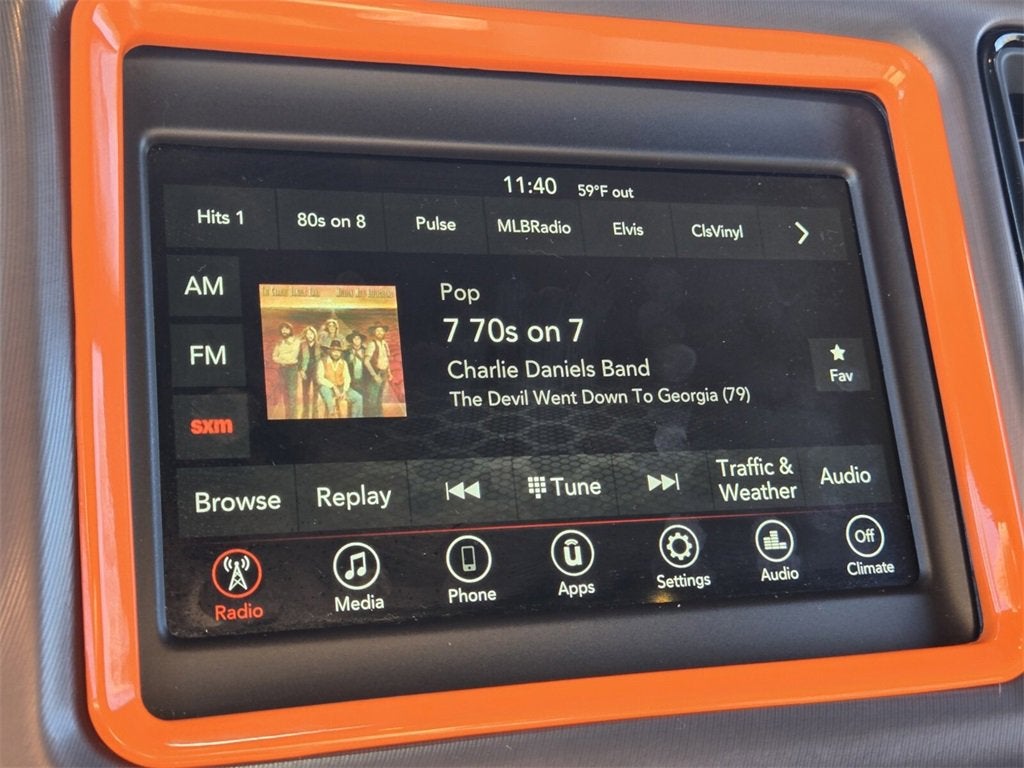 11:40 59°F out
Hits 1 80s on 8 Pulse MLBRadio Elvis ClsVinyl
AM
FM
sxm
Pop
7 70s on 7
Charlie Daniels Band
The Devil Went Down To Georgia (79)
Fav
Browse Replay Tune Traffic & Weather Audio
Radio Media Phone Apps Settings Audio Off Climate